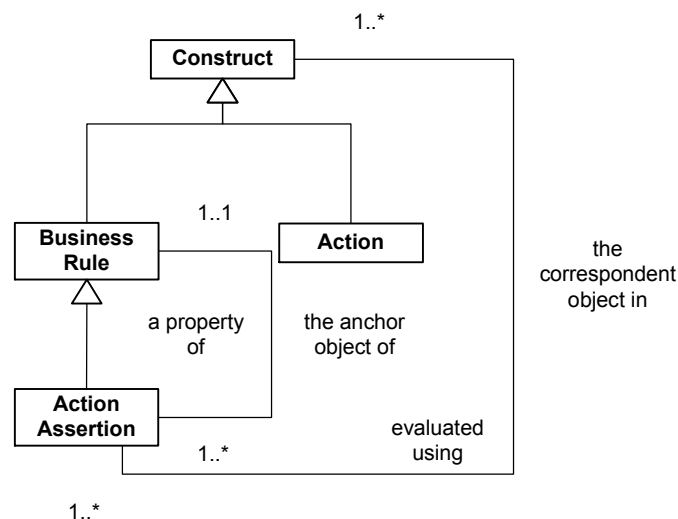 1..*
Construct
1..1
Business
Rule
Action
the
correspondent
object in
a property
of
the anchor
object of
Action
Assertion
1..*
evaluated
using
1..*